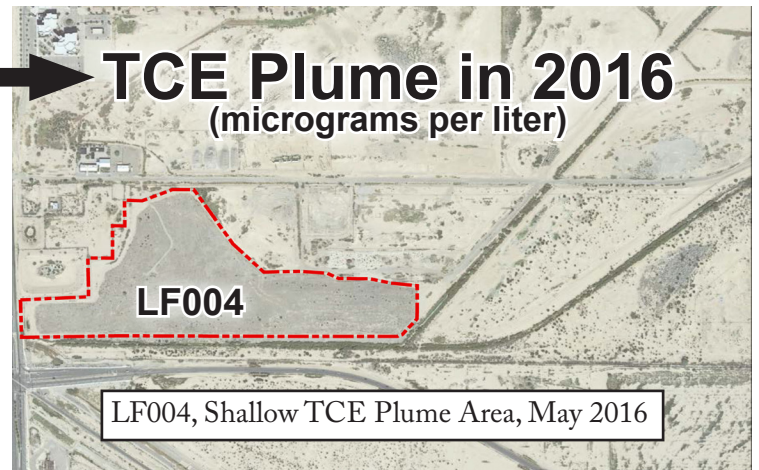 TCE Plume in 2016
(micrograms per liter)
LF004
LF004, Shallow TCE Plume Area, May 2016